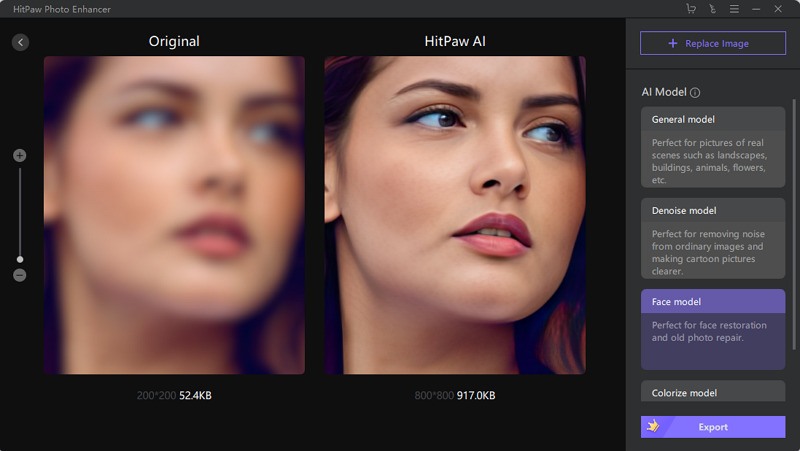 HitPaw Photo Enhancer
Original
HitPaw AI
200*200 52.4KB
800*800 917.0KB
Replace Image
AI Model
General model
Perfect for pictures of real
scenes such as landscapes,
buildings, animals, flowers,
etc.
Denoise model
Perfect for removing noise
from ordinary images and
making cartoon pictures
clearer.
Face model
Perfect for face restoration
and old photo repair.
Colorize model
Export